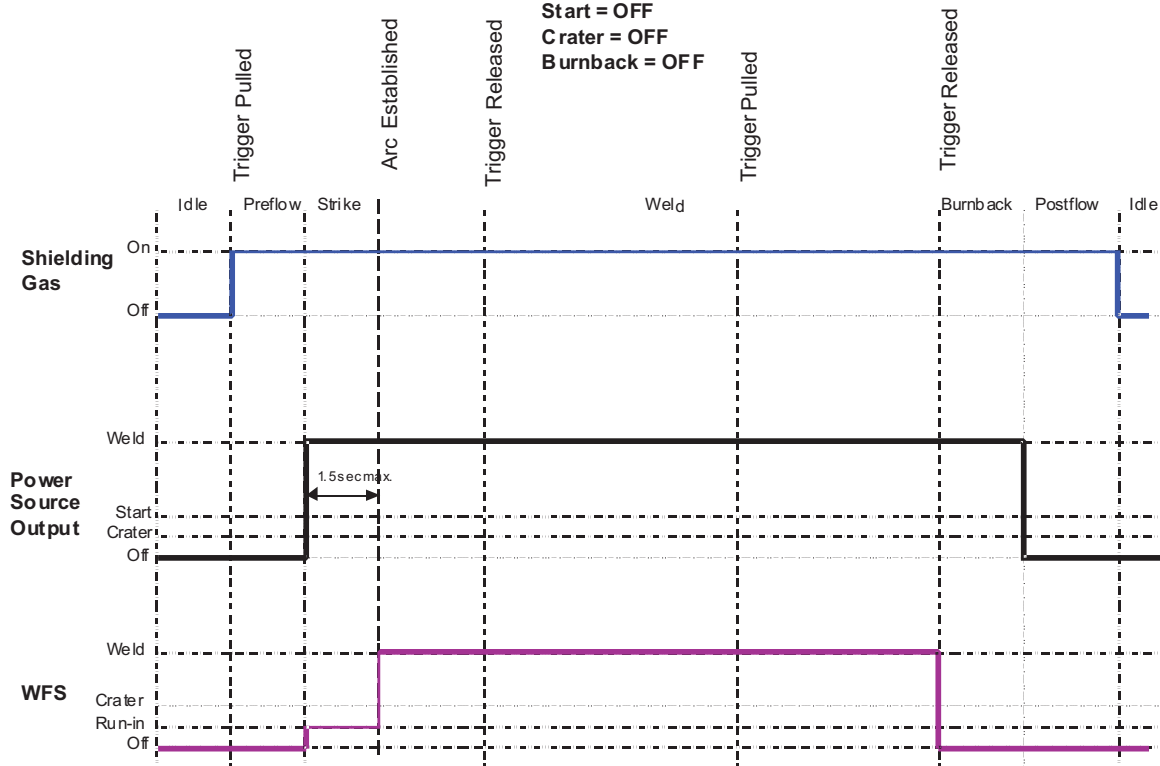 Start = OFF
Crater = OFF
Burnback = OFF
Trigger Pulled
Arc Established
Trigger Released
Trigger Pulled
Trigger Released
Idle Preflow Strike Weld Burnback Postflow Idle
Shielding
Gas
On
Off
Power
Source
Output
Weld
1.5 sec max.
Start
Crater
Off
WFS
Weld
Crater
Run-in
Off